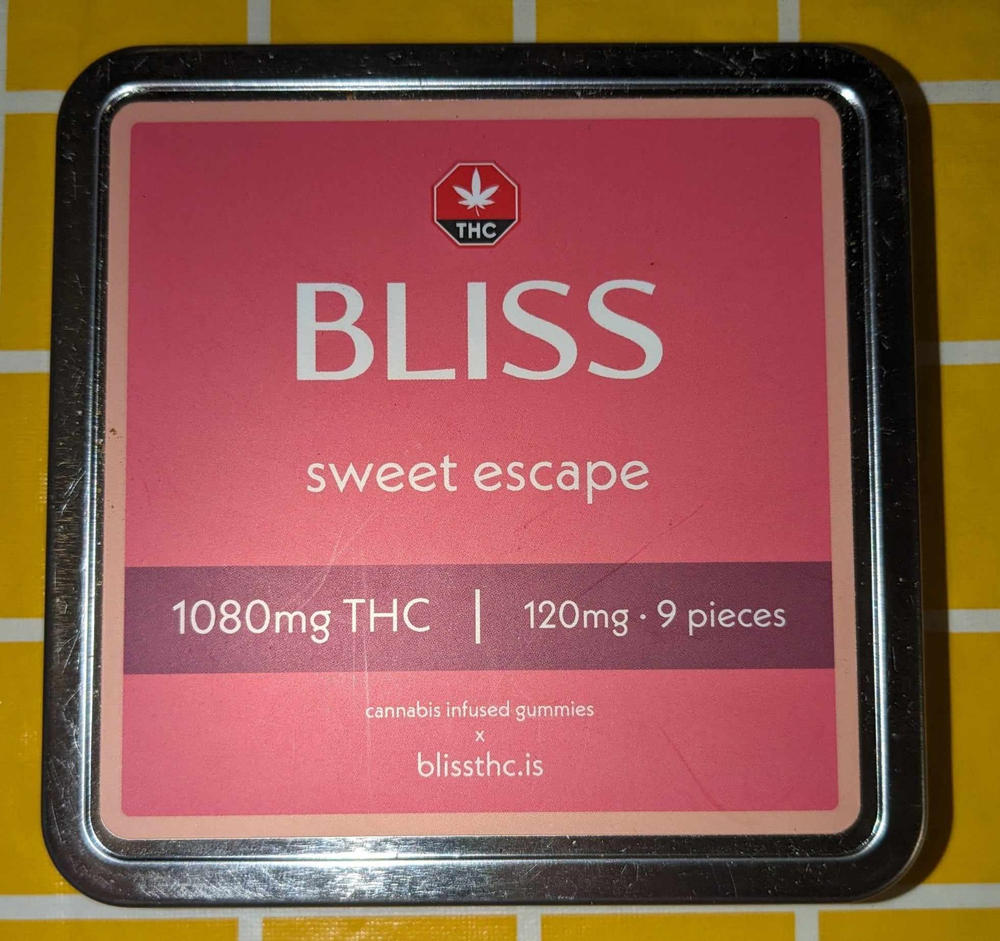 THC
BLISS
sweet escape
1080mg THC | 120mg · 9 pieces
cannabis infused gummies
x
blissthc.is